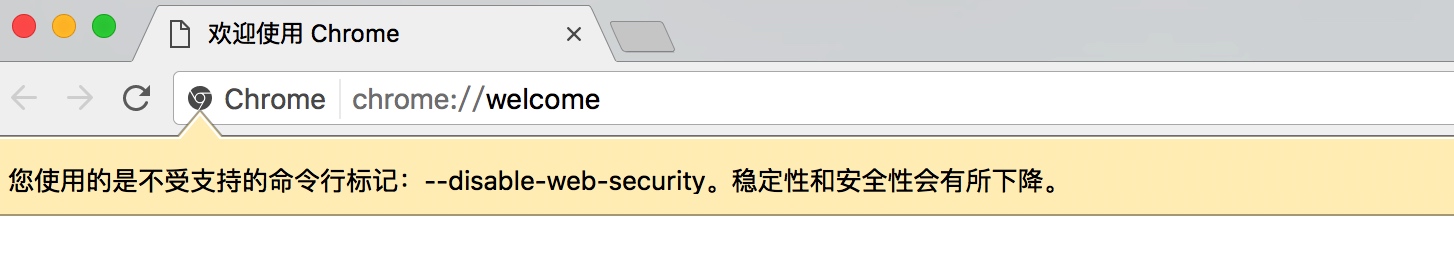 欢迎使用 Chrome
Chrome chrome://welcome
您使用的是不受支持的命令行标记：--disable-web-security。稳定性和安全性会有所下降。